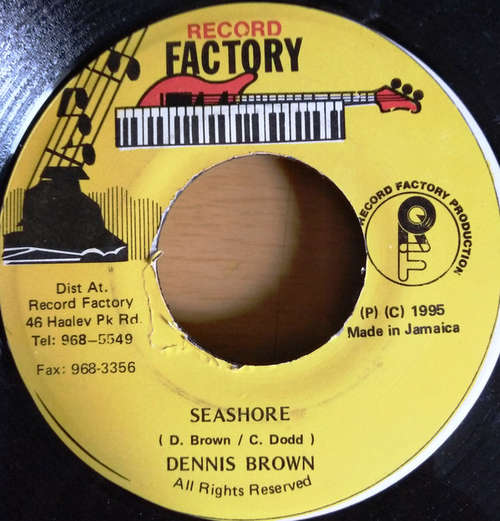 RECORD
FACTORY
RECORD FACTORY PRODUCTION
RF
Dist At.
Record Factory
46 Hagley Pk Rd.
Tel: 968-5549
Fax: 968-3356
(P) (C) 1995
Made in Jamaica
SEASHORE
( D. Brown / C. Dodd )
DENNIS BROWN
All Rights Reserved